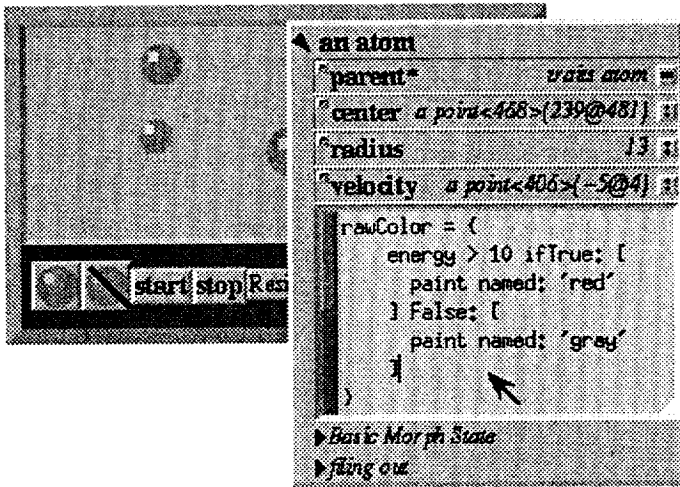 an atom
parent* traits atom =
center a point<468>(239@481) :
radius 13 :
velocity a point<406>(-5@4) :
rawColor = (
energy > 10 ifTrue: [
paint named: 'red'
] False: [
paint named: 'gray'
]
)
start stop
Basic Morph State
filing out